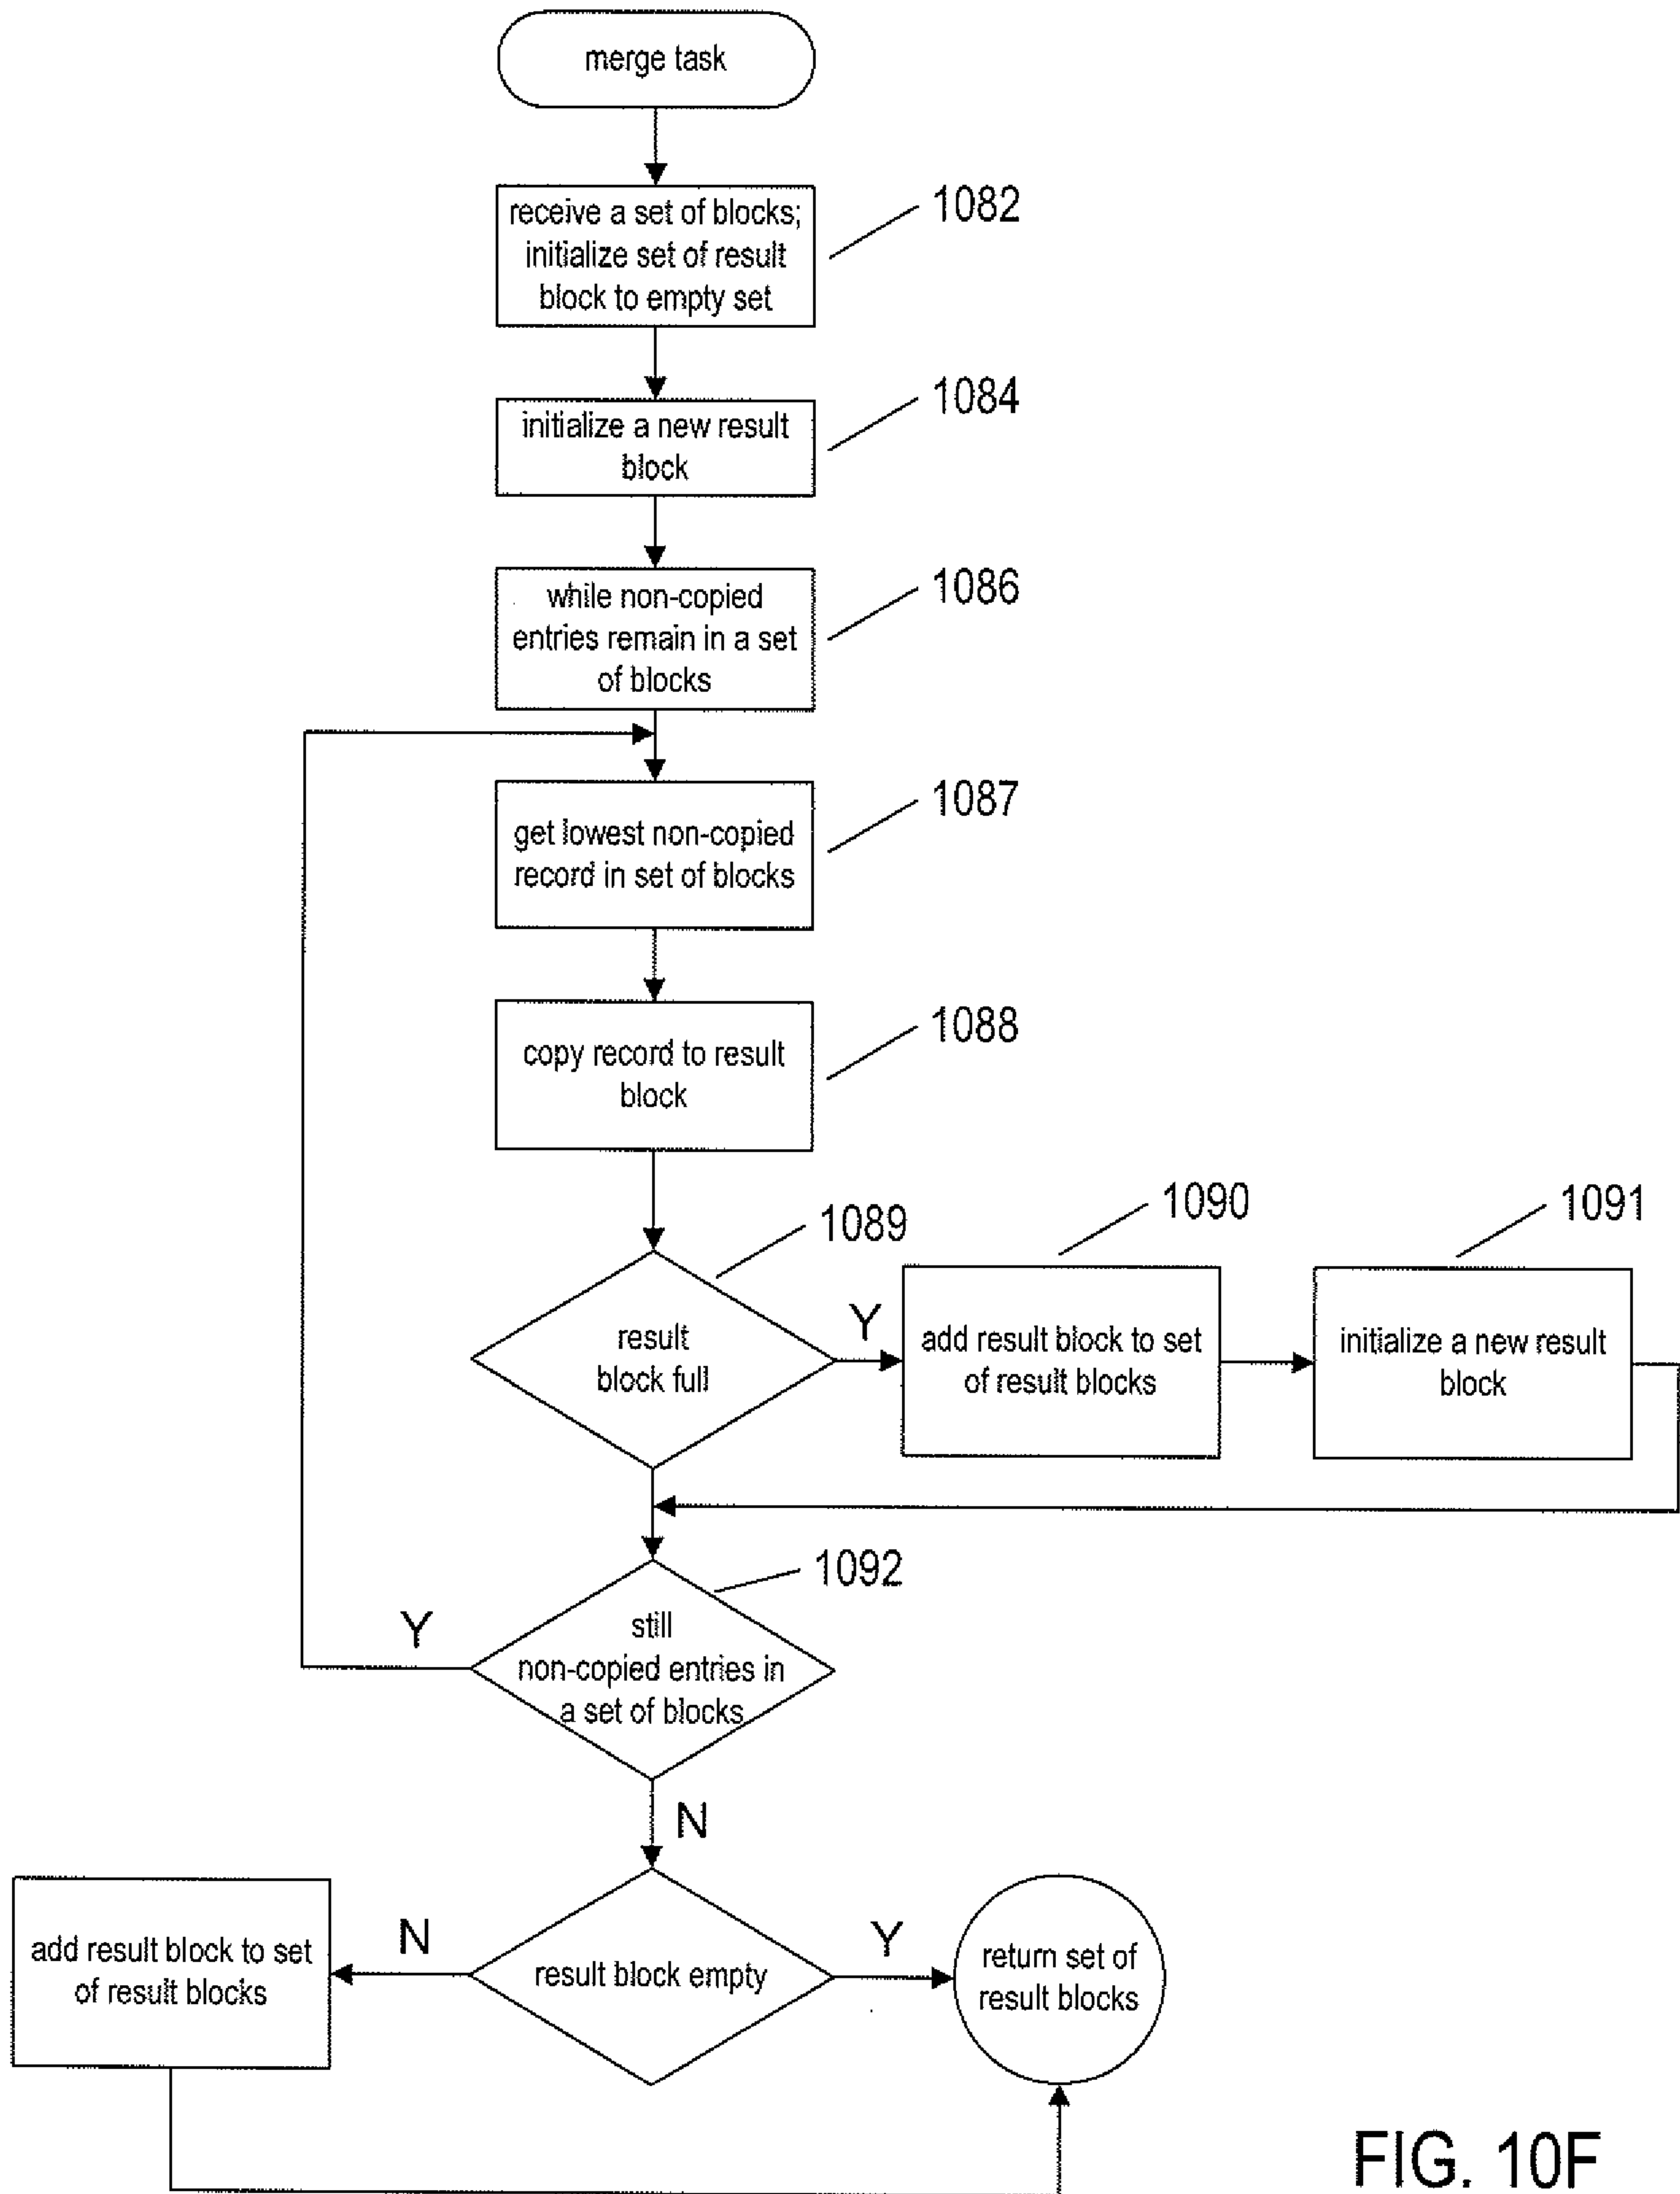 merge task
receive a set of blocks;
initialize set of result
block to empty set
1082
initialize a new result
block
1084
while non-copied
entries remain in a set
of blocks
1086
get lowest non-copied
record in set of blocks
1087
copy record to result
block
1088
result
block full
1089
Y
add result block to set
of result blocks
1090
initialize a new result
block
1091
still
non-copied entries in
a set of blocks
1092
Y
N
result block empty
N
Y
add result block to set
of result blocks
return set of
result blocks
FIG. 10F